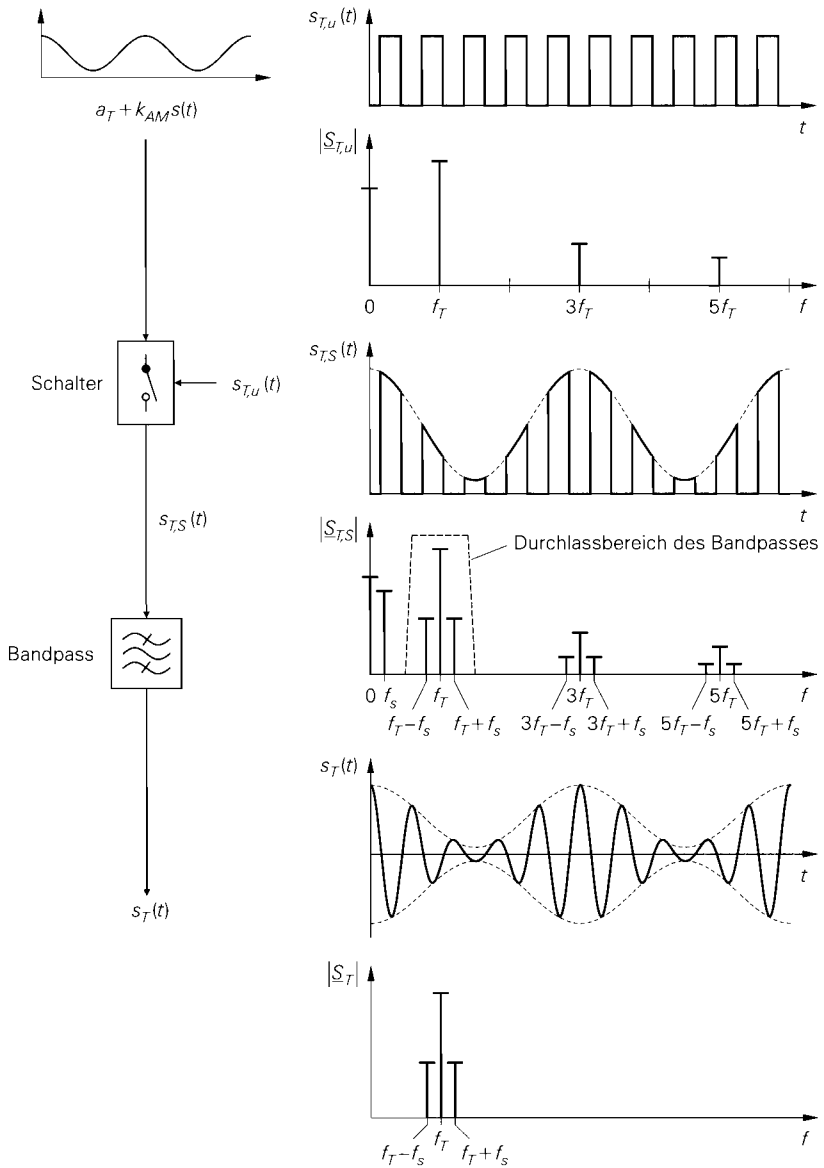 a_T + k_{AM} s(t)
Schalter
s_{T,u}(t)
s_{T,S}(t)
Bandpass
s_T(t)
s_{T,u}(t)
t
|S_{T,u}|
0 f_T 3f_T 5f_T f
s_{T,S}(t)
t
|S_{T,S}|
Durchlassbereich des Bandpasses
0 f_s f_T 3f_T 5f_T f
f_T−f_s f_T+f_s 3f_T−f_s 3f_T+f_s 5f_T−f_s 5f_T+f_s
s_T(t)
t
|S_T|
f_T f
f_T−f_s f_T+f_s